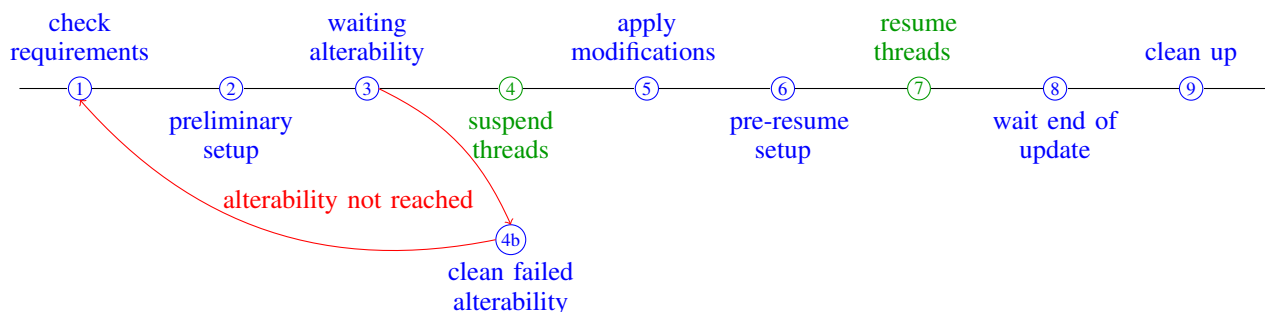 check
requirements
waiting
alterability
apply
modifications
resume
threads
clean up
1
2
3
4
5
6
7
8
9
preliminary
setup
suspend
threads
pre-resume
setup
wait end of
update
alterability not reached
4b
clean failed
alterability